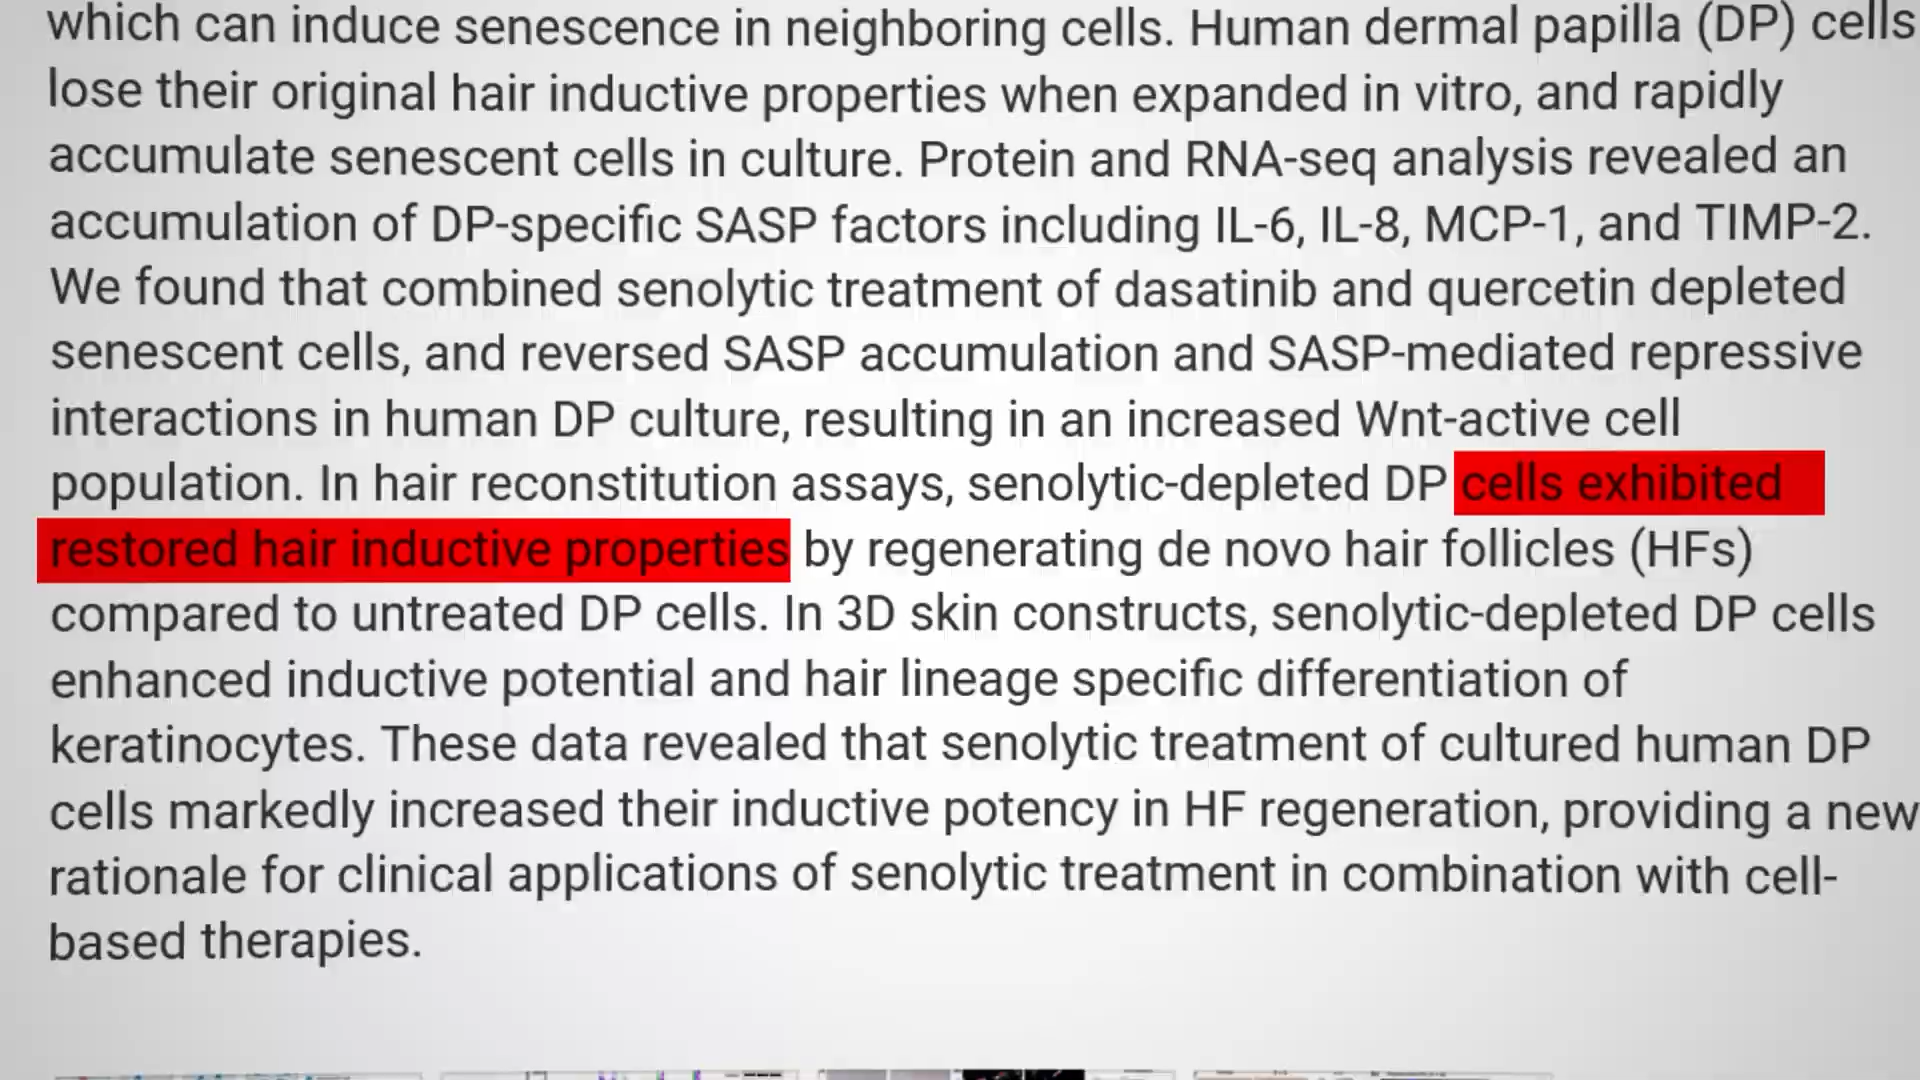 which can induce senescence in neighboring cells. Human dermal papilla (DP) cells
lose their original hair inductive properties when expanded in vitro, and rapidly
accumulate senescent cells in culture. Protein and RNA-seq analysis revealed an
accumulation of DP-specific SASP factors including IL-6, IL-8, MCP-1, and TIMP-2.
We found that combined senolytic treatment of dasatinib and quercetin depleted
senescent cells, and reversed SASP accumulation and SASP-mediated repressive
interactions in human DP culture, resulting in an increased Wnt-active cell
population. In hair reconstitution assays, senolytic-depleted DP cells exhibited
restored hair inductive properties by regenerating de novo hair follicles (HFs)
compared to untreated DP cells. In 3D skin constructs, senolytic-depleted DP cells
enhanced inductive potential and hair lineage specific differentiation of
keratinocytes. These data revealed that senolytic treatment of cultured human DP
cells markedly increased their inductive potency in HF regeneration, providing a new
rationale for clinical applications of senolytic treatment in combination with cell-
based therapies.